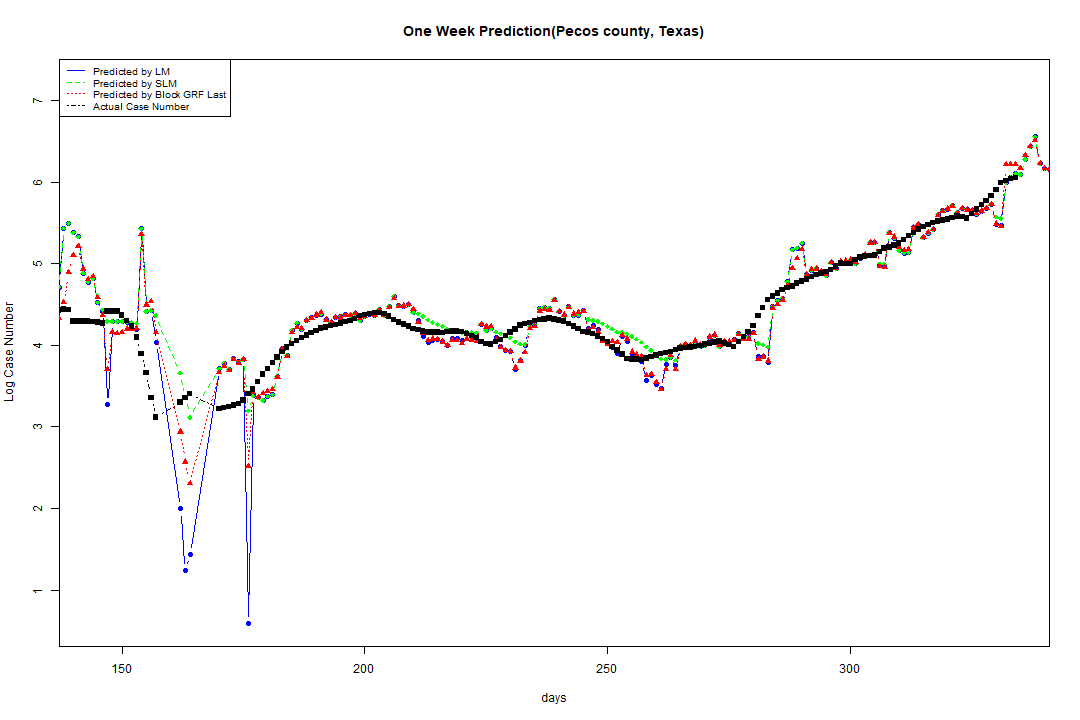 One Week Prediction(Pecos county, Texas)
Predicted by LM
Predicted by SLM
Predicted by Block GRF Last
Actual Case Number
7
6
5
4
3
2
1
Log Case Number
150 200 250 300
days